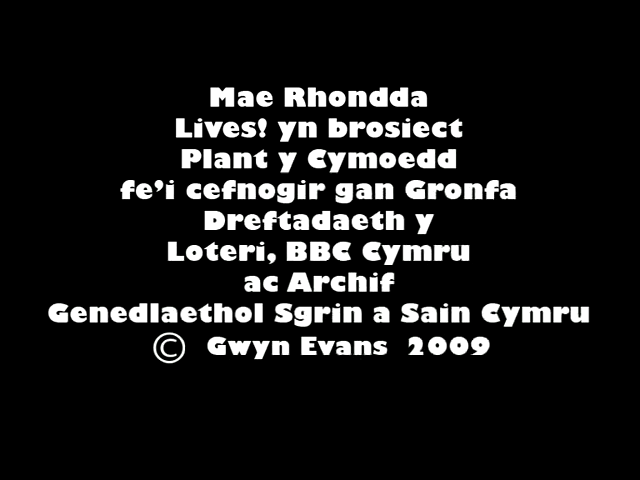 Mae Rhondda
Lives! yn brosiect
Plant y Cymoedd
fe'i cefnogir gan Gronfa
Dreftadaeth y
Loteri, BBC Cymru
ac Archif
Genedlaethol Sgrin a Sain Cymru
© Gwyn Evans 2009